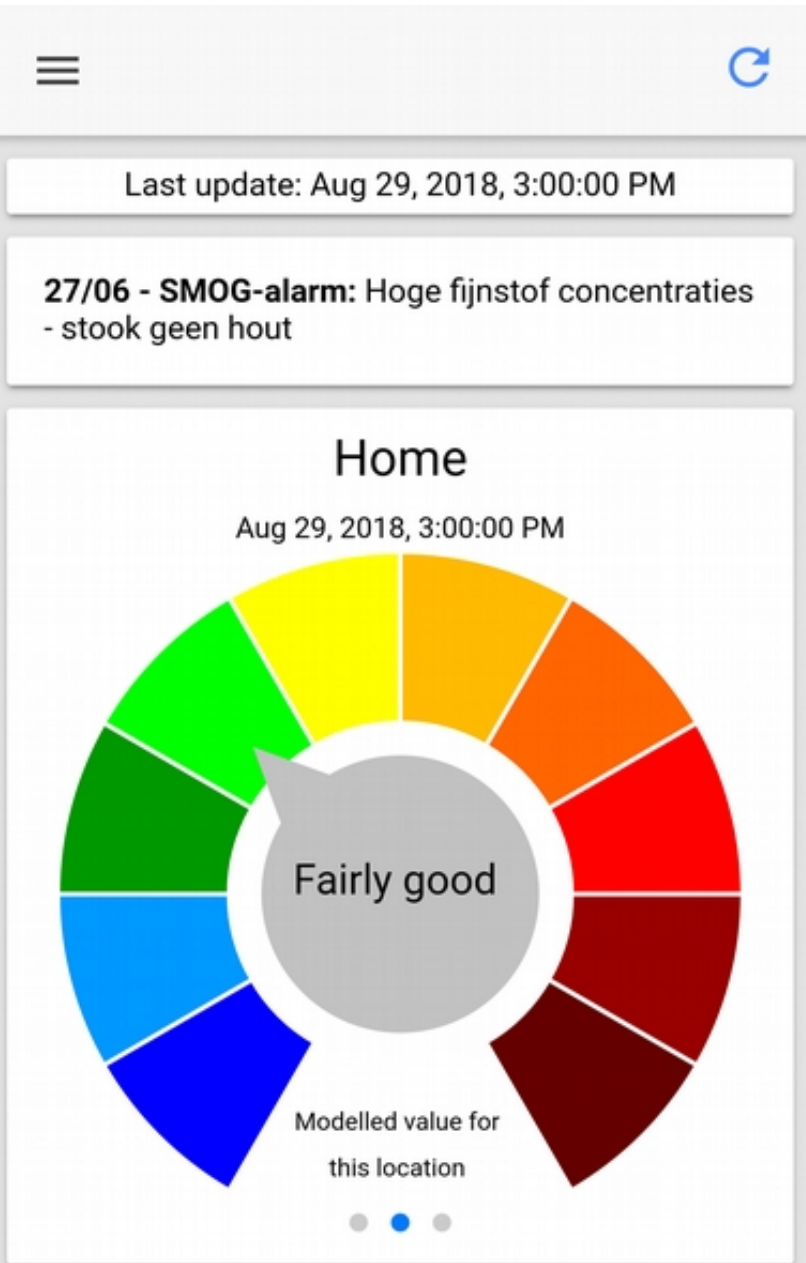 Last update: Aug 29, 2018, 3:00:00 PM
27/06 - SMOG-alarm: Hoge fijnstof concentraties
- stook geen hout
Home
Aug 29, 2018, 3:00:00 PM
Fairly good
Modelled value for
this location